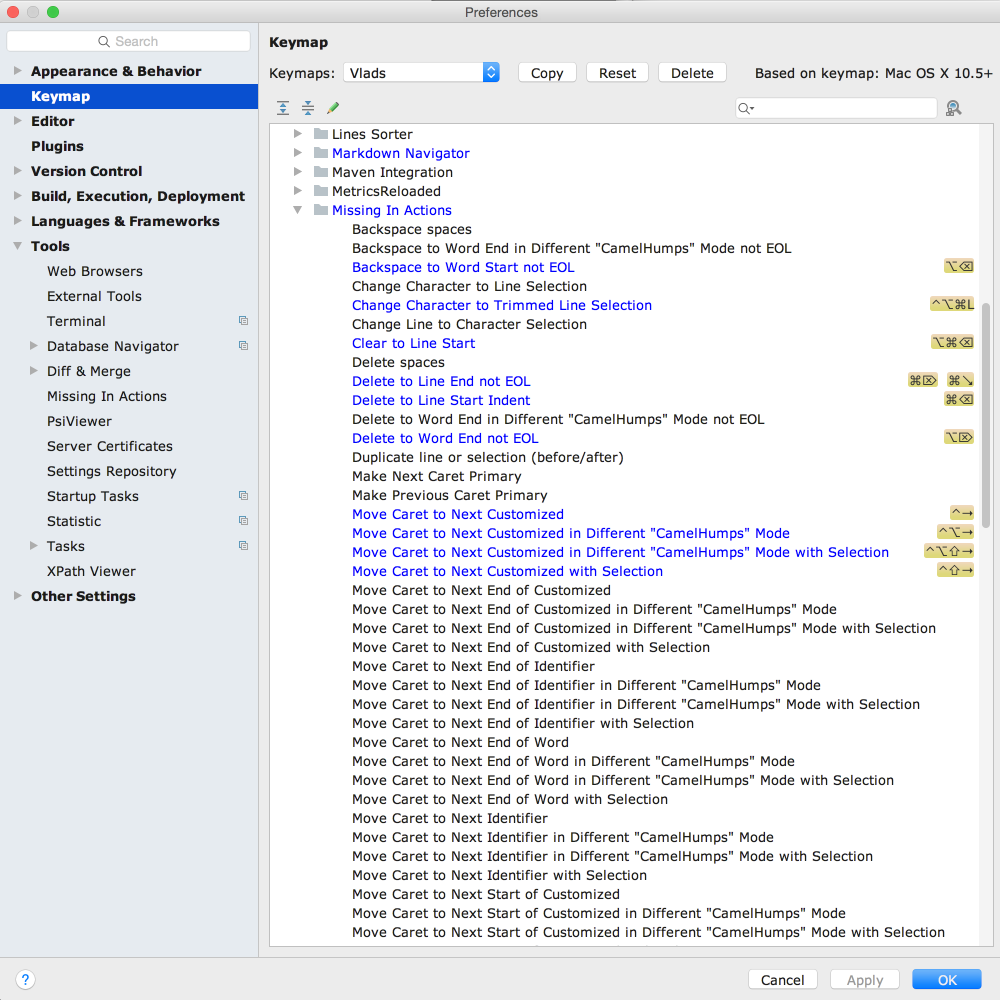 Preferences
Search
Appearance & Behavior
Keymap
Editor
Plugins
Version Control
Build, Execution, Deployment
Languages & Frameworks
Tools
Web Browsers
External Tools
Terminal
Database Navigator
Diff & Merge
Missing In Actions
PsiViewer
Server Certificates
Settings Repository
Startup Tasks
Statistic
Tasks
XPath Viewer
Other Settings
Keymap
Keymaps: Vlads Copy Reset Delete Based on keymap: Mac OS X 10.5+
Lines Sorter
Markdown Navigator
Maven Integration
MetricsReloaded
Missing In Actions
Backspace spaces
Backspace to Word End in Different "CamelHumps" Mode not EOL
Backspace to Word Start not EOL ⌥⌫
Change Character to Line Selection
Change Character to Trimmed Line Selection ^⌥⌘L
Change Line to Character Selection
Clear to Line Start ⌥⌘⌫
Delete spaces
Delete to Line End not EOL ⌘⌦ ⌘↘
Delete to Line Start Indent ⌘⌫
Delete to Word End in Different "CamelHumps" Mode not EOL
Delete to Word End not EOL ⌥⌦
Duplicate line or selection (before/after)
Make Next Caret Primary
Make Previous Caret Primary
Move Caret to Next Customized ^→
Move Caret to Next Customized in Different "CamelHumps" Mode ^⌥→
Move Caret to Next Customized in Different "CamelHumps" Mode with Selection ^⌥⇧→
Move Caret to Next Customized with Selection ^⇧→
Move Caret to Next End of Customized
Move Caret to Next End of Customized in Different "CamelHumps" Mode
Move Caret to Next End of Customized in Different "CamelHumps" Mode with Selection
Move Caret to Next End of Customized with Selection
Move Caret to Next End of Identifier
Move Caret to Next End of Identifier in Different "CamelHumps" Mode
Move Caret to Next End of Identifier in Different "CamelHumps" Mode with Selection
Move Caret to Next End of Identifier with Selection
Move Caret to Next End of Word
Move Caret to Next End of Word in Different "CamelHumps" Mode
Move Caret to Next End of Word in Different "CamelHumps" Mode with Selection
Move Caret to Next End of Word with Selection
Move Caret to Next Identifier
Move Caret to Next Identifier in Different "CamelHumps" Mode
Move Caret to Next Identifier in Different "CamelHumps" Mode with Selection
Move Caret to Next Identifier with Selection
Move Caret to Next Start of Customized
Move Caret to Next Start of Customized in Different "CamelHumps" Mode
Move Caret to Next Start of Customized in Different "CamelHumps" Mode with Selection
? Cancel Apply OK